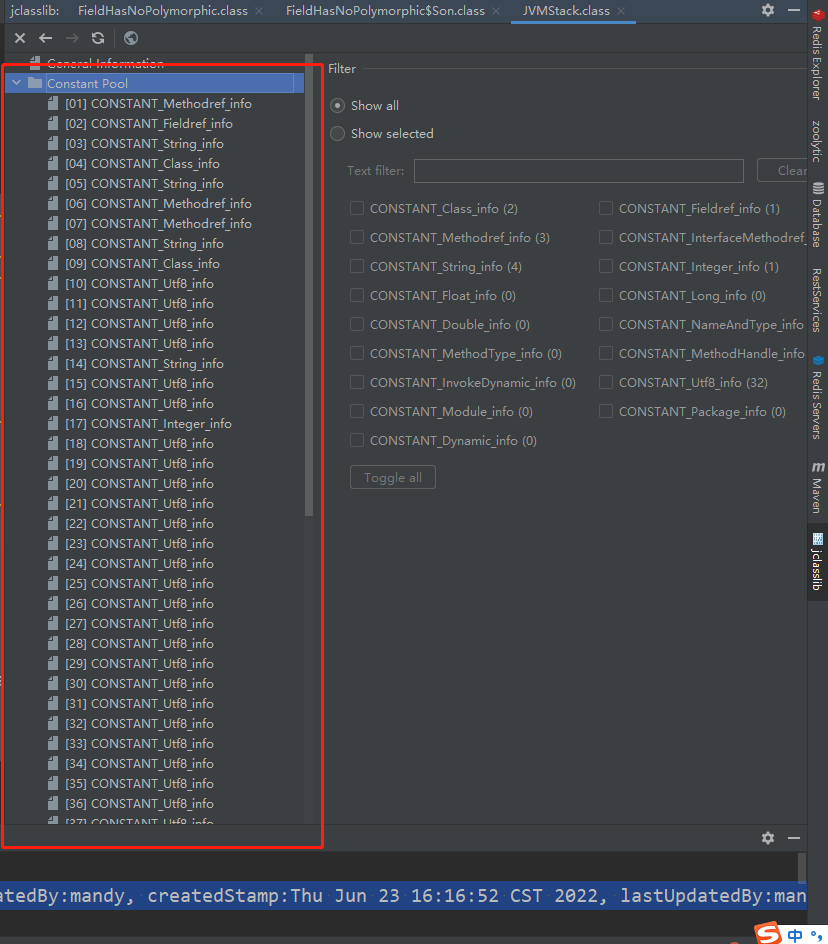 jclasslib: FieldHasNoPolymorphic.class FieldHasNoPolymorphic$Son.class JVMStack.class
General Information
Constant Pool
[01] CONSTANT_Methodref_info
[02] CONSTANT_Fieldref_info
[03] CONSTANT_String_info
[04] CONSTANT_Class_info
[05] CONSTANT_String_info
[06] CONSTANT_Methodref_info
[07] CONSTANT_Methodref_info
[08] CONSTANT_String_info
[09] CONSTANT_Class_info
[10] CONSTANT_Utf8_info
[11] CONSTANT_Utf8_info
[12] CONSTANT_Utf8_info
[13] CONSTANT_Utf8_info
[14] CONSTANT_String_info
[15] CONSTANT_Utf8_info
[16] CONSTANT_Utf8_info
[17] CONSTANT_Integer_info
[18] CONSTANT_Utf8_info
[19] CONSTANT_Utf8_info
[20] CONSTANT_Utf8_info
[21] CONSTANT_Utf8_info
[22] CONSTANT_Utf8_info
[23] CONSTANT_Utf8_info
[24] CONSTANT_Utf8_info
[25] CONSTANT_Utf8_info
[26] CONSTANT_Utf8_info
[27] CONSTANT_Utf8_info
[28] CONSTANT_Utf8_info
[29] CONSTANT_Utf8_info
[30] CONSTANT_Utf8_info
[31] CONSTANT_Utf8_info
[32] CONSTANT_Utf8_info
[33] CONSTANT_Utf8_info
[34] CONSTANT_Utf8_info
[35] CONSTANT_Utf8_info
[36] CONSTANT_Utf8_info
[37] CONSTANT_Utf8_info
Filter
Show all
Show selected
Text filter: Clear
CONSTANT_Class_info (2) CONSTANT_Fieldref_info (1)
CONSTANT_Methodref_info (3) CONSTANT_InterfaceMethodref_
CONSTANT_String_info (4) CONSTANT_Integer_info (1)
CONSTANT_Float_info (0) CONSTANT_Long_info (0)
CONSTANT_Double_info (0) CONSTANT_NameAndType_info
CONSTANT_MethodType_info (0) CONSTANT_MethodHandle_info
CONSTANT_InvokeDynamic_info (0) CONSTANT_Utf8_info (32)
CONSTANT_Module_info (0) CONSTANT_Package_info (0)
CONSTANT_Dynamic_info (0)
Toggle all
Redis Explorer
zoolytic
Database
RestServices
Redis Servers
m Maven
jclasslib
atedBy:mandy, createdStamp:Thu Jun 23 16:16:52 CST 2022, lastUpdatedBy:man
S 中